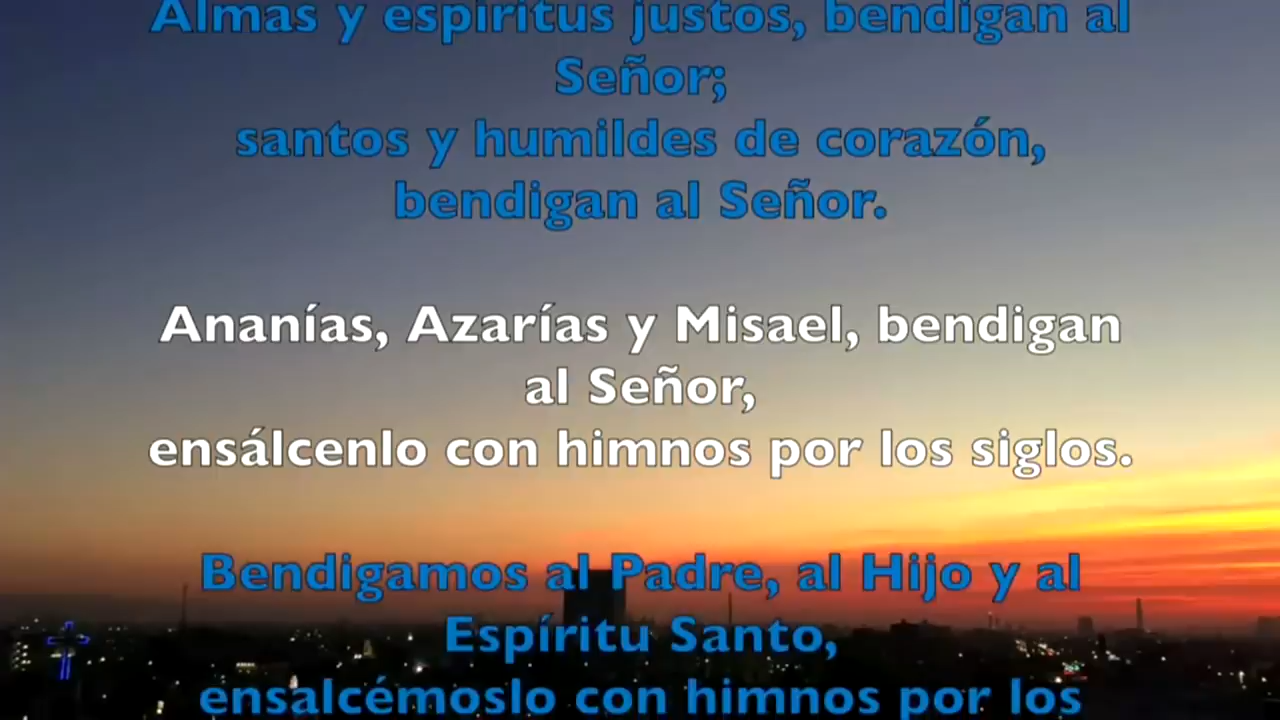 Almas y espíritus justos, bendigan al
Señor;
santos y humildes de corazón,
bendigan al Señor.
Ananías, Azarías y Misael, bendigan
al Señor,
ensálcenlo con himnos por los siglos.
Bendigamos al Padre, al Hijo y al
Espíritu Santo,
ensalcémoslo con himnos por los